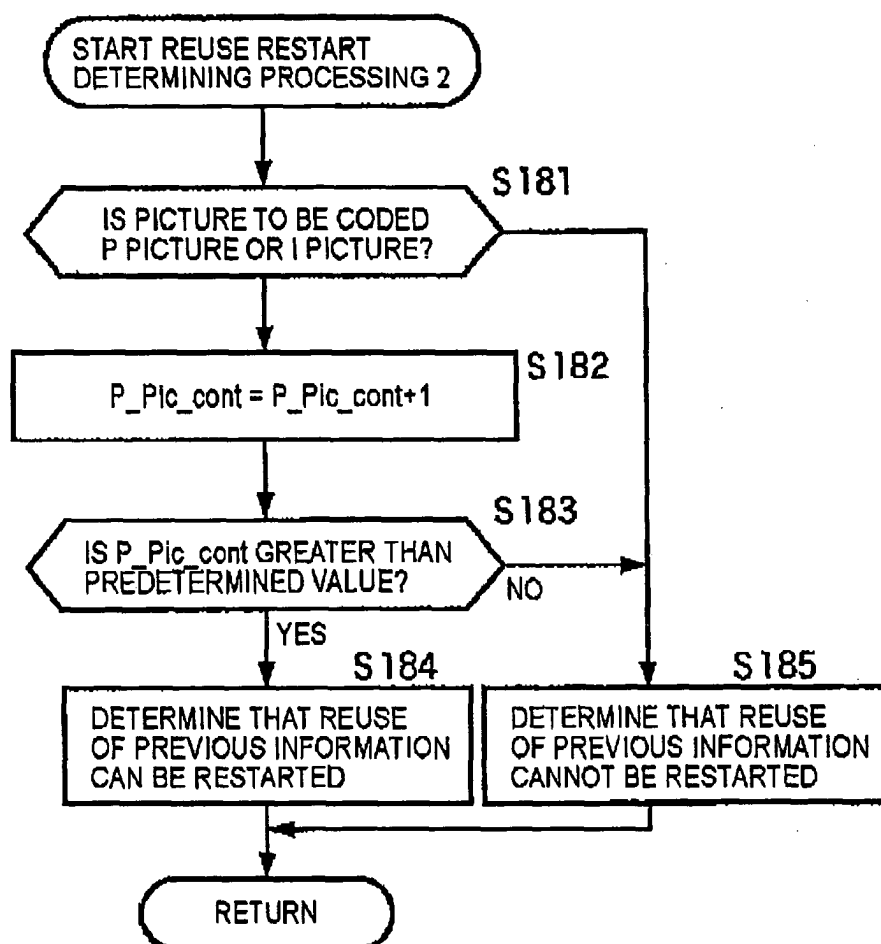 START REUSE RESTART
DETERMINING PROCESSING 2
S181
IS PICTURE TO BE CODED
P PICTURE OR I PICTURE?
S182
P_Pic_cont = P_Pic_cont+1
S183
IS P_Pic_cont GREATER THAN
PREDETERMINED VALUE?
NO
YES
S184
DETERMINE THAT REUSE
OF PREVIOUS INFORMATION
CAN BE RESTARTED
S185
DETERMINE THAT REUSE
OF PREVIOUS INFORMATION
CANNOT BE RESTARTED
RETURN